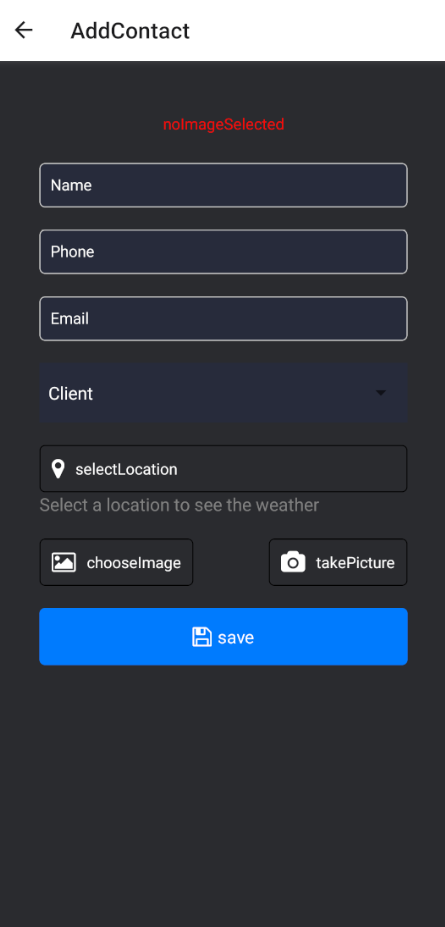 AddContact
noImageSelected
Name
Phone
Email
Client
selectLocation
Select a location to see the weather
chooseImage
takePicture
save